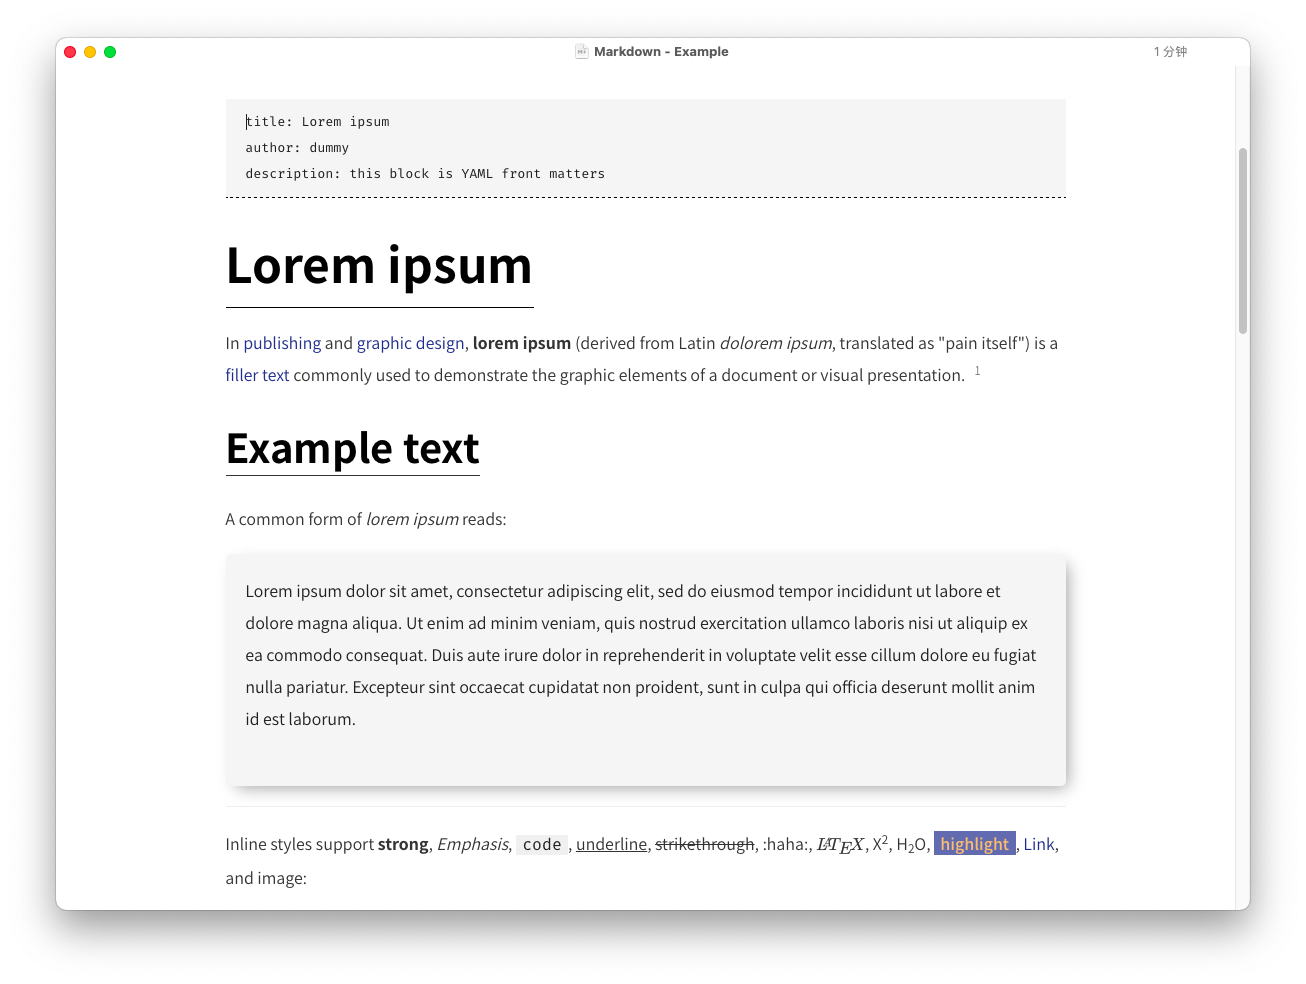 Markdown - Example
1 分钟
title: Lorem ipsum
author: dummy
description: this block is YAML front matters
Lorem ipsum
In publishing and graphic design, lorem ipsum (derived from Latin dolorem ipsum, translated as "pain itself") is a
filler text commonly used to demonstrate the graphic elements of a document or visual presentation. 1
Example text
A common form of lorem ipsum reads:
Lorem ipsum dolor sit amet, consectetur adipiscing elit, sed do eiusmod tempor incididunt ut labore et
dolore magna aliqua. Ut enim ad minim veniam, quis nostrud exercitation ullamco laboris nisi ut aliquip ex
ea commodo consequat. Duis aute irure dolor in reprehenderit in voluptate velit esse cillum dolore eu fugiat
nulla pariatur. Excepteur sint occaecat cupidatat non proident, sunt in culpa qui officia deserunt mollit anim
id est laborum.
Inline styles support strong, Emphasis, code, underline, strikethrough, :haha:, LATEX, X2, H2O, highlight, Link,
and image: